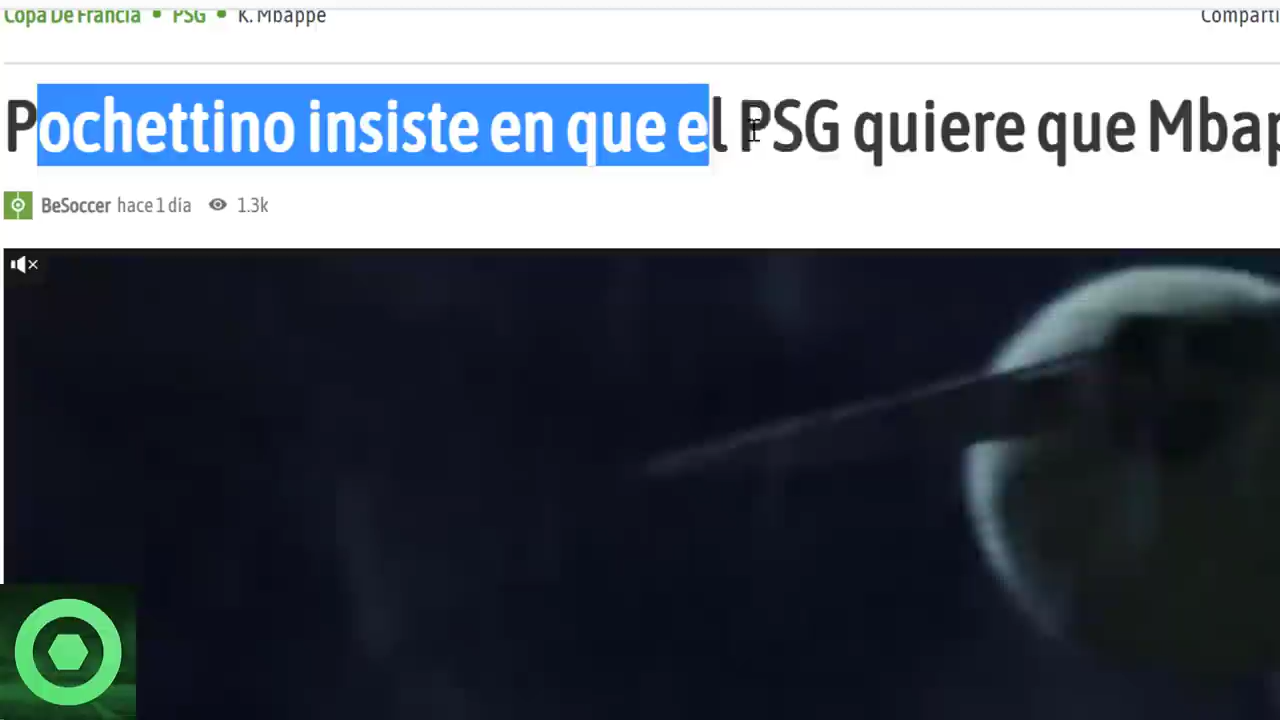 Copa De Francia • PSG • K. Mbappe
Comparti
Pochettino insiste en que el PSG quiere que Mbap
BeSoccer hace 1 día 1.3k